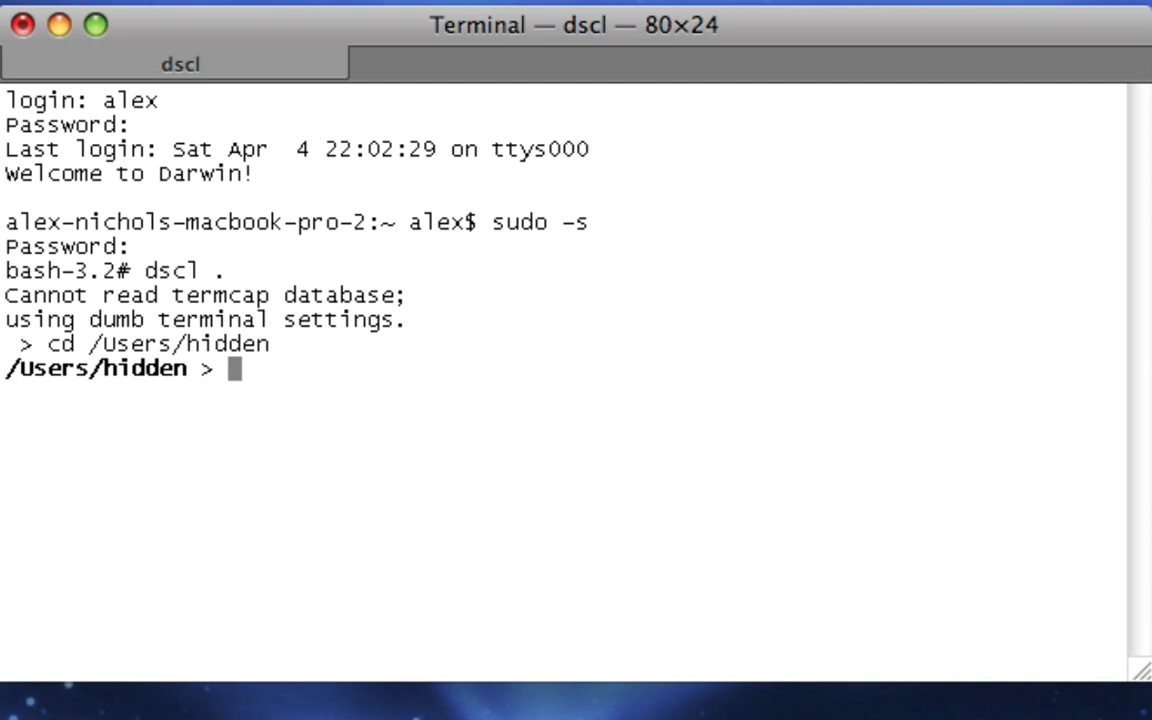 Terminal — dscl — 80×24
dscl
login: alex
Password:
Last login: Sat Apr  4 22:02:29 on ttys000
Welcome to Darwin!
alex-nichols-macbook-pro-2:~ alex$ sudo -s
Password:
bash-3.2# dscl .
Cannot read termcap database;
using dumb terminal settings.
 > cd /Users/hidden
/Users/hidden >